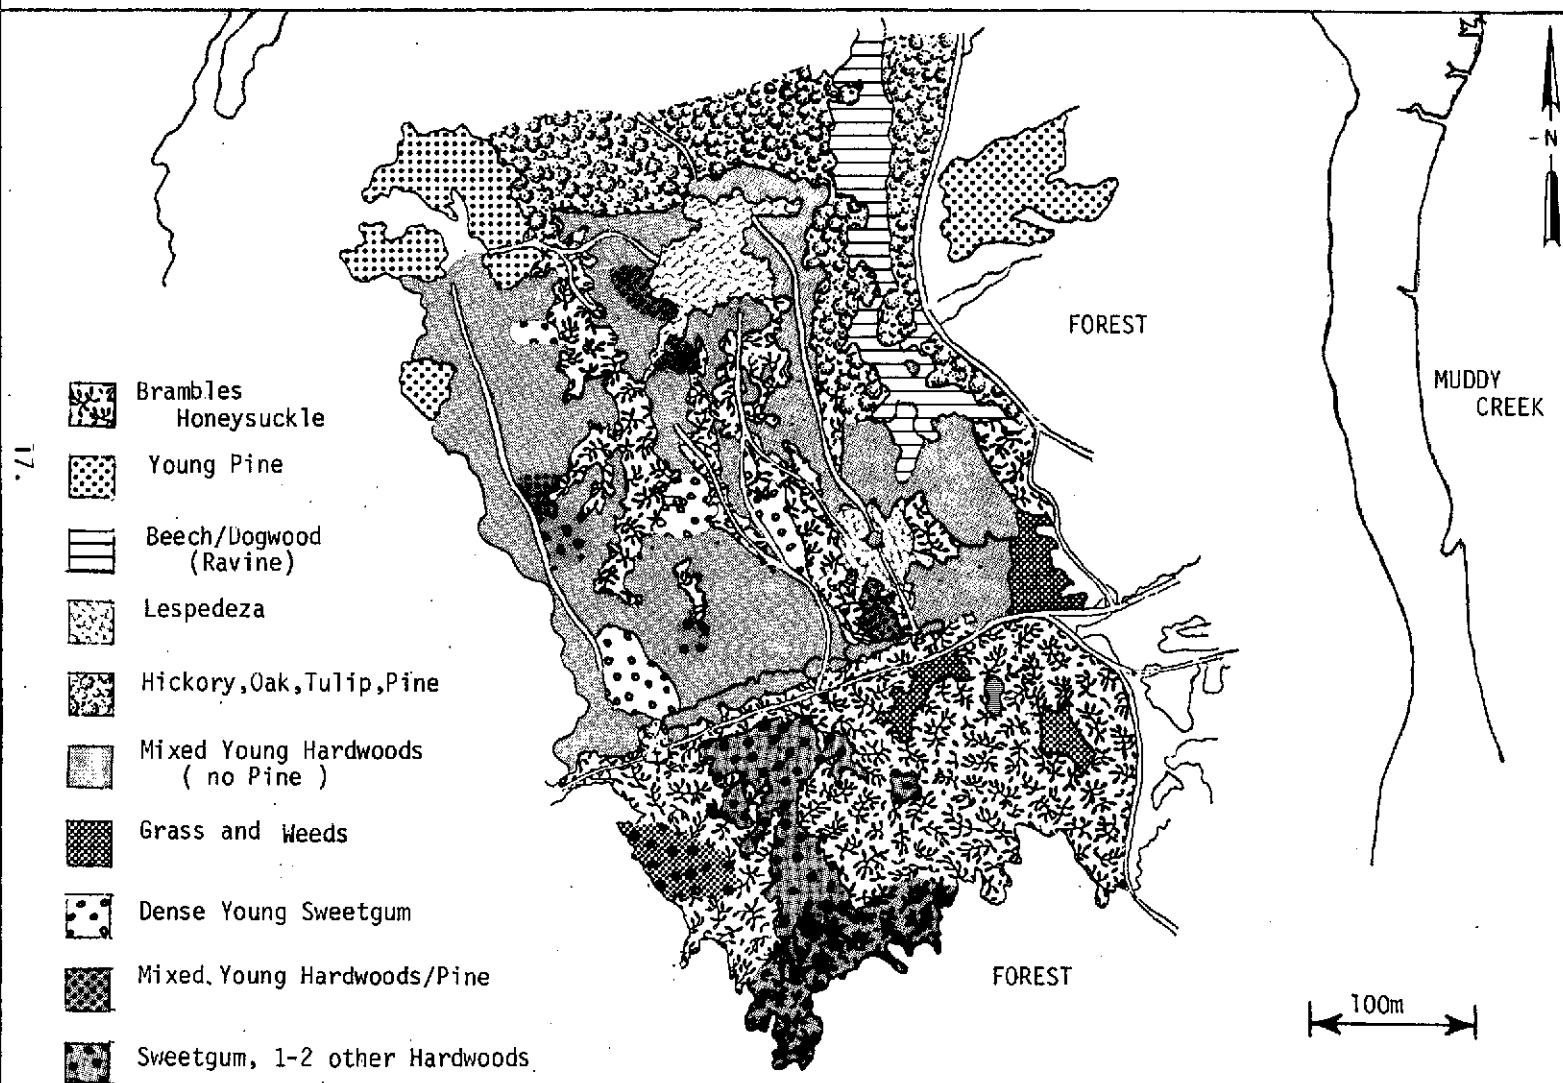 N
FOREST
MUDDY
CREEK
Brambles
Honeysuckle
Young Pine
Beech/Dogwood
(Ravine)
Lespedeza
Hickory,Oak,Tulip,Pine
Mixed Young Hardwoods
( no Pine )
Grass and Weeds
Dense Young Sweetgum
Mixed Young Hardwoods/Pine
Sweetgum, 1-2 other Hardwoods
FOREST
100m
17.